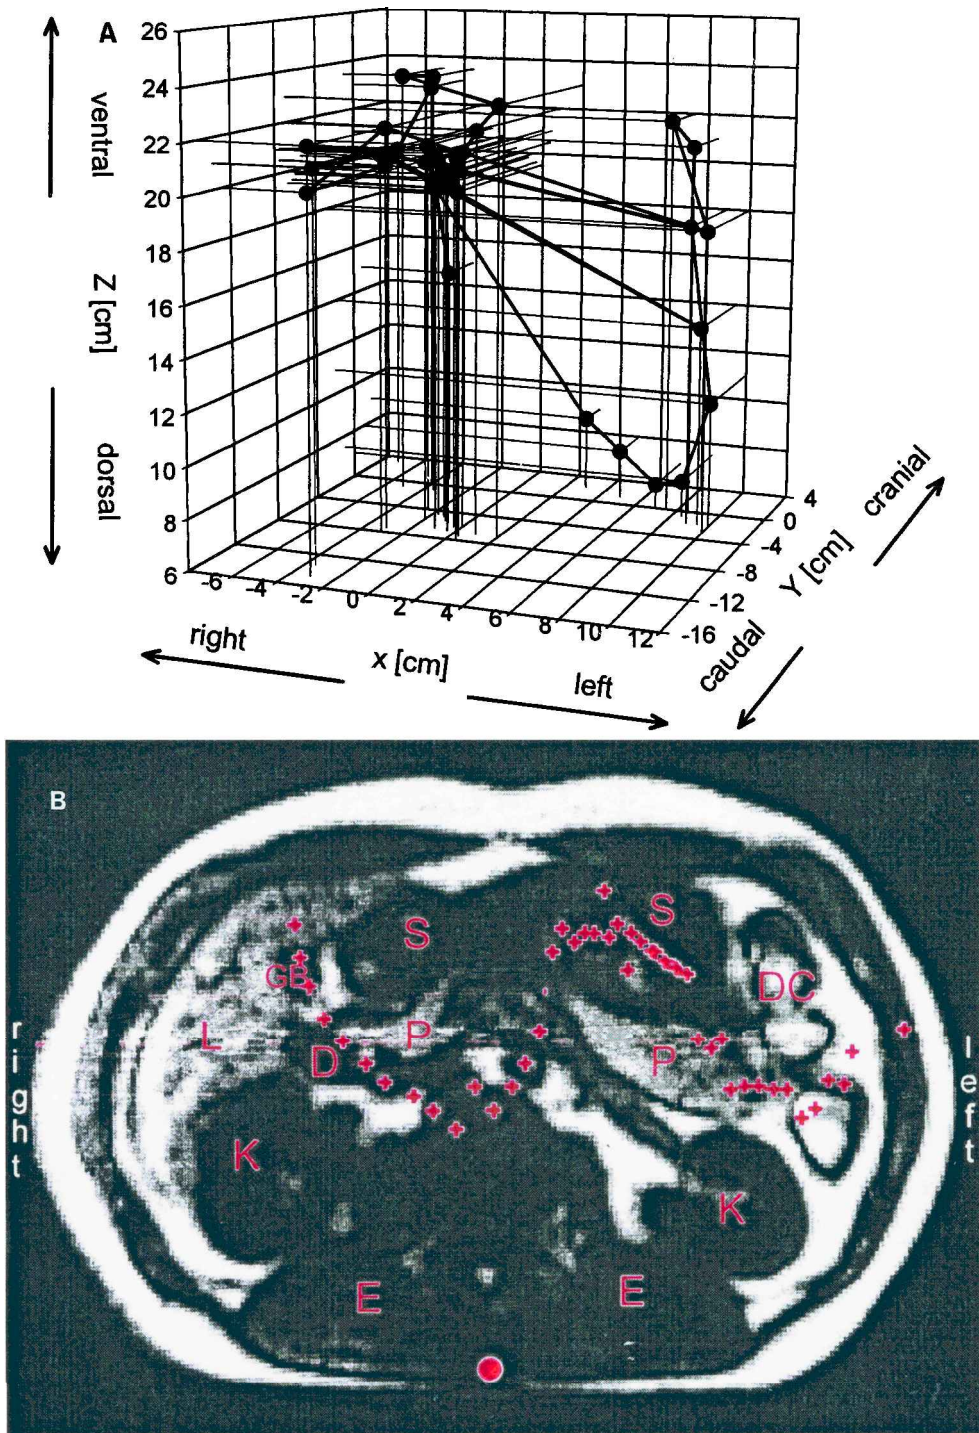 A
26
24
22
20
18
16
14
12
10
8
6
ventral
Z [cm]
dorsal
-6 -4 -2 0 2 4 6 8 10 12
x [cm]
right
left
4
0
-4
-8
-12
-16
Y [cm]
cranial
caudal
B
S
S
GB
DC
L
P
P
D
K
K
E
E
right
left